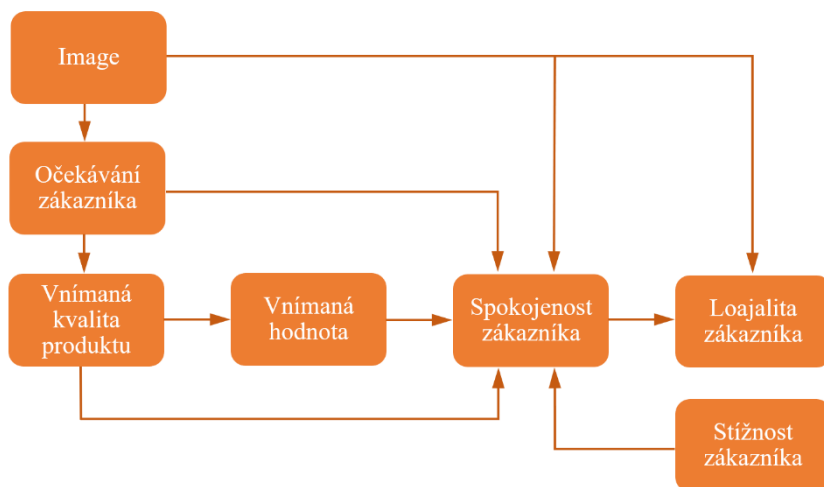 Image
Očekávání
zákazníka
Vnímaná
kvalita
produktu
Vnímaná
hodnota
Spokojenost
zákazníka
Loajalita
zákazníka
Stížnost
zákazníka